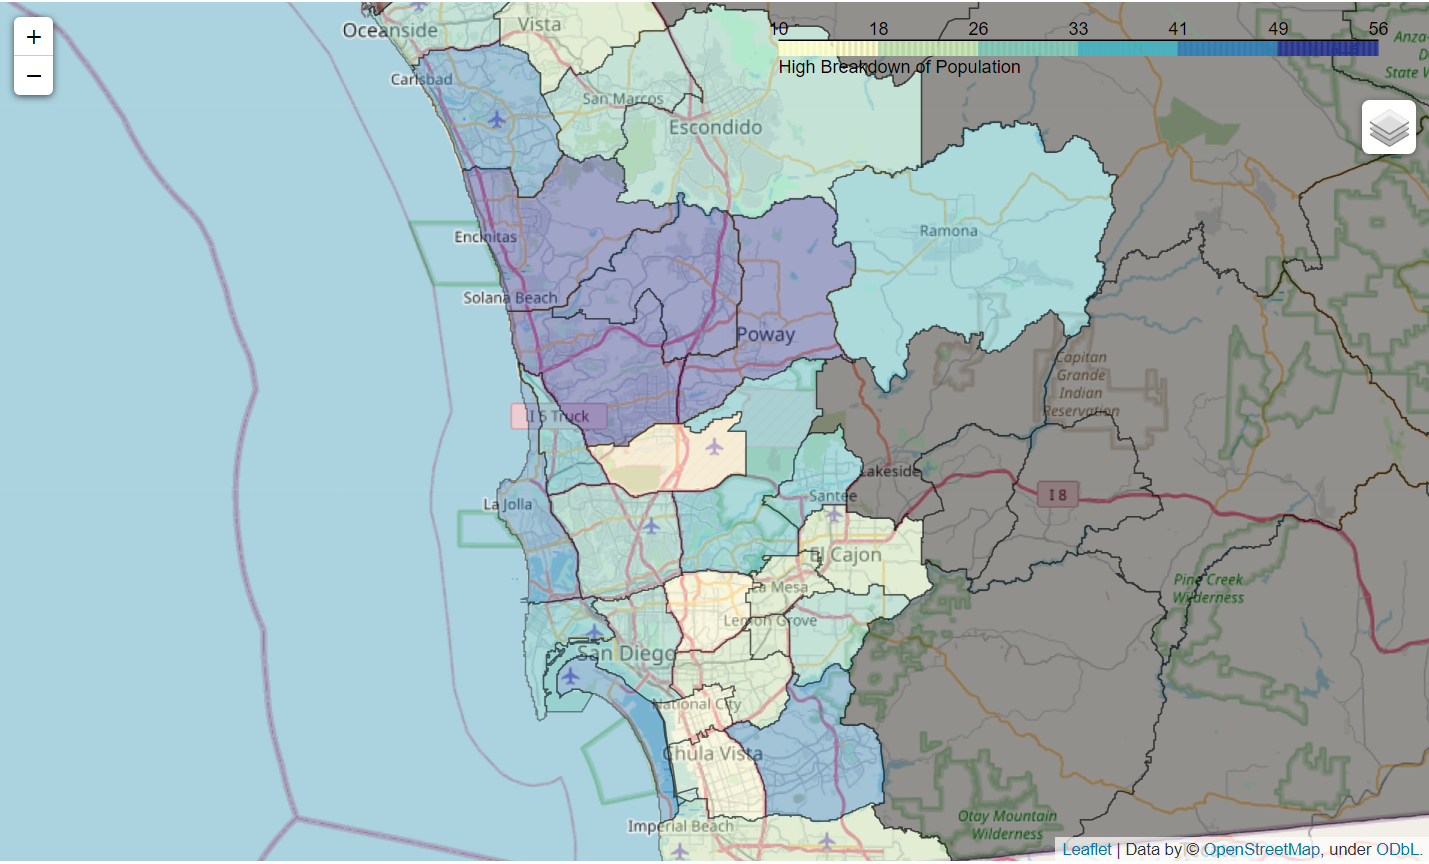 +
−
Oceanside
Vista
10 18 26 33 41 49 56
High Breakdown of Population
Anza-
D
State W
Carlsbad
San Marcos
Escondido
Ramona
Encinitas
Solana Beach
Poway
Capitan
Grande
Indian
Reservation
I 5 Truck
Lakeside
La Jolla
Santee
I 8
El Cajon
La Mesa
Pine Creek
Wilderness
Lemon Grove
San Diego
National City
Chula Vista
Imperial Beach
Otay Mountain
Wilderness
Leaflet | Data by © OpenStreetMap, under ODbL.